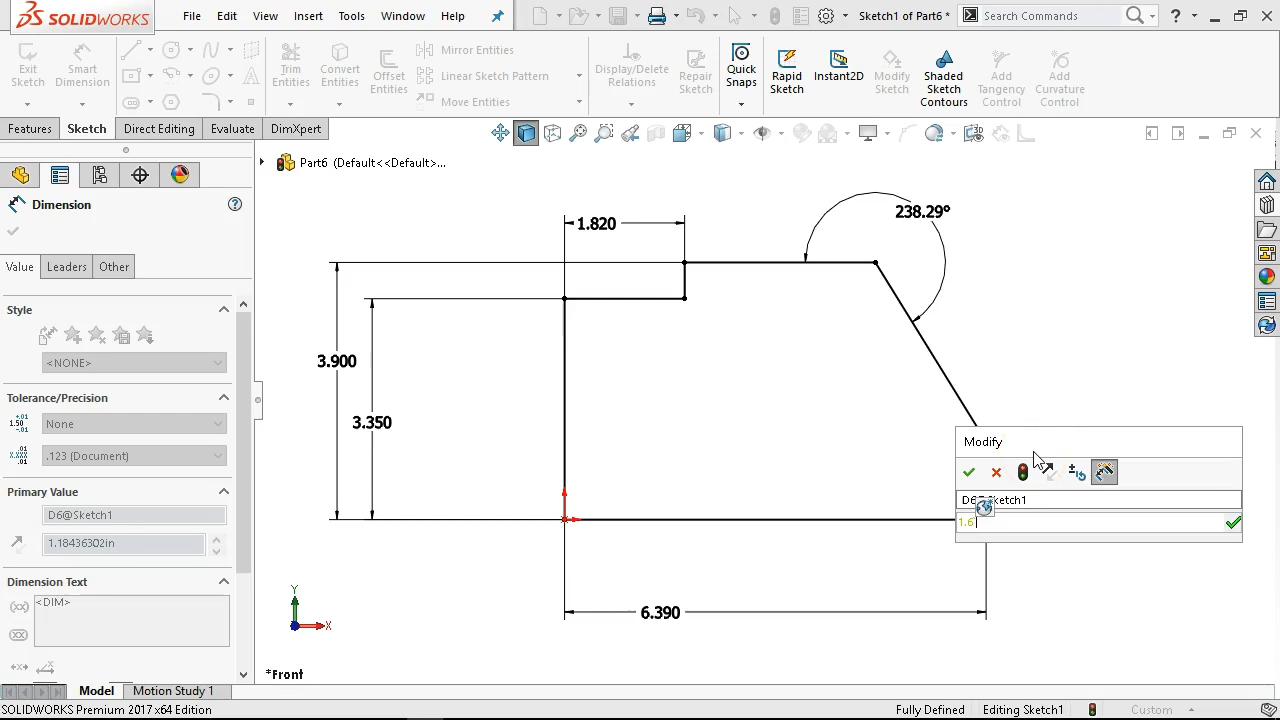 SOLIDWORKS File Edit View Insert Tools Window Help Sketch1 of Part6 * Search Commands ?
Exit Sketch
Smart Dimension
Trim Entities
Convert Entities
Offset Entities
Mirror Entities
Linear Sketch Pattern
Move Entities
Display/Delete Relations
Repair Sketch
Quick Snaps
Rapid Sketch
Instant2D
Modify Sketch
Shaded Sketch Contours
Add Tangency Control
Add Curvature Control
Features Sketch Direct Editing Evaluate DimXpert
Part6 (Default<<Default>...
Dimension
Value Leaders Other
Style
<NONE>
Tolerance/Precision
None
.123 (Document)
Primary Value
D6@Sketch1
1.18436302in
Dimension Text
<DIM>
1.820
238.29°
3.900
3.350
6.390
Modify
D6@Sketch1
1.6
Y
X
*Front
Model Motion Study 1
SOLIDWORKS Premium 2017 x64 Edition Fully Defined Editing Sketch1 Custom